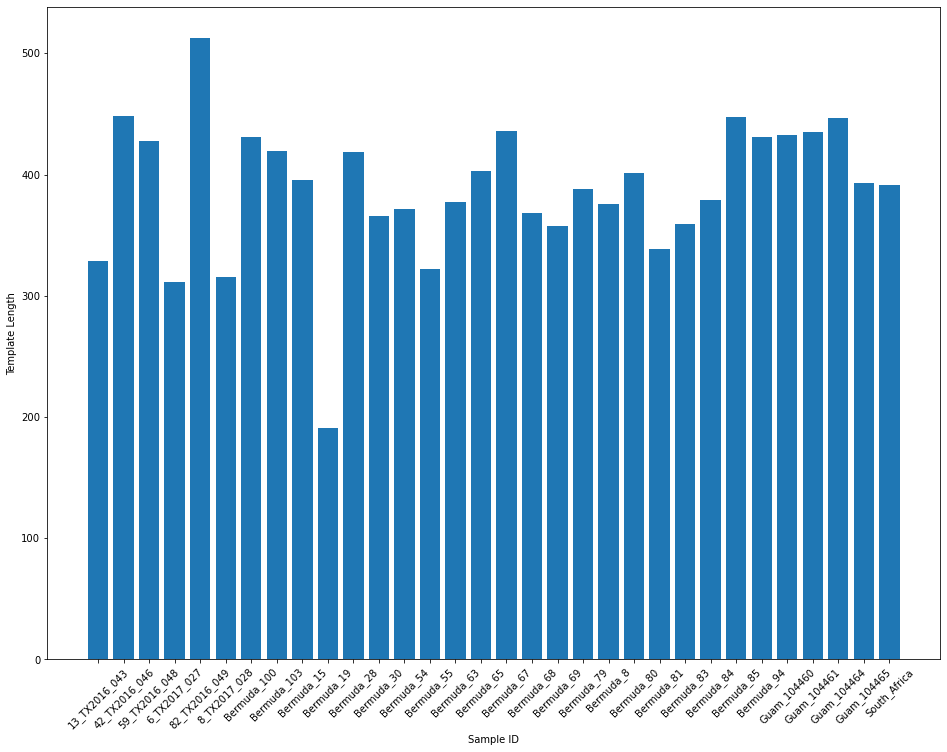 500
400
300
200
100
0
Template Length
13_TX2016_043
42_TX2016_046
59_TX2016_048
6_TX2017_027
82_TX2016_049
8_TX2017_028
Bermuda_100
Bermuda_103
Bermuda_15
Bermuda_19
Bermuda_28
Bermuda_30
Bermuda_54
Bermuda_55
Bermuda_63
Bermuda_65
Bermuda_67
Bermuda_68
Bermuda_69
Bermuda_79
Bermuda_8
Bermuda_80
Bermuda_81
Bermuda_83
Bermuda_84
Bermuda_85
Bermuda_94
Guam_104460
Guam_104461
Guam_104464
Guam_104465
South_Africa
Sample ID